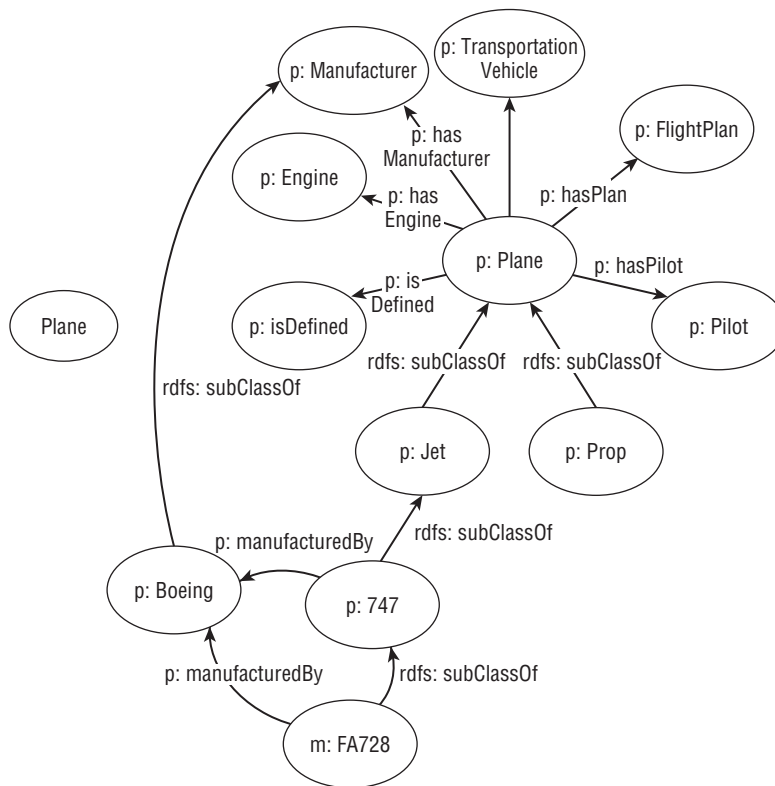 p: Transportation
Vehicle
p: Manufacturer
p: has
Manufacturer
p: FlightPlan
p: Engine
p: has
Engine
p: hasPlan
p: Plane
p: hasPilot
p: is
Defined
Plane
p: isDefined
p: Pilot
rdfs: subClassOf
rdfs: subClassOf
rdfs: subClassOf
p: Jet
p: Prop
rdfs: subClassOf
p: manufacturedBy
p: Boeing
p: 747
p: manufacturedBy
rdfs: subClassOf
m: FA728